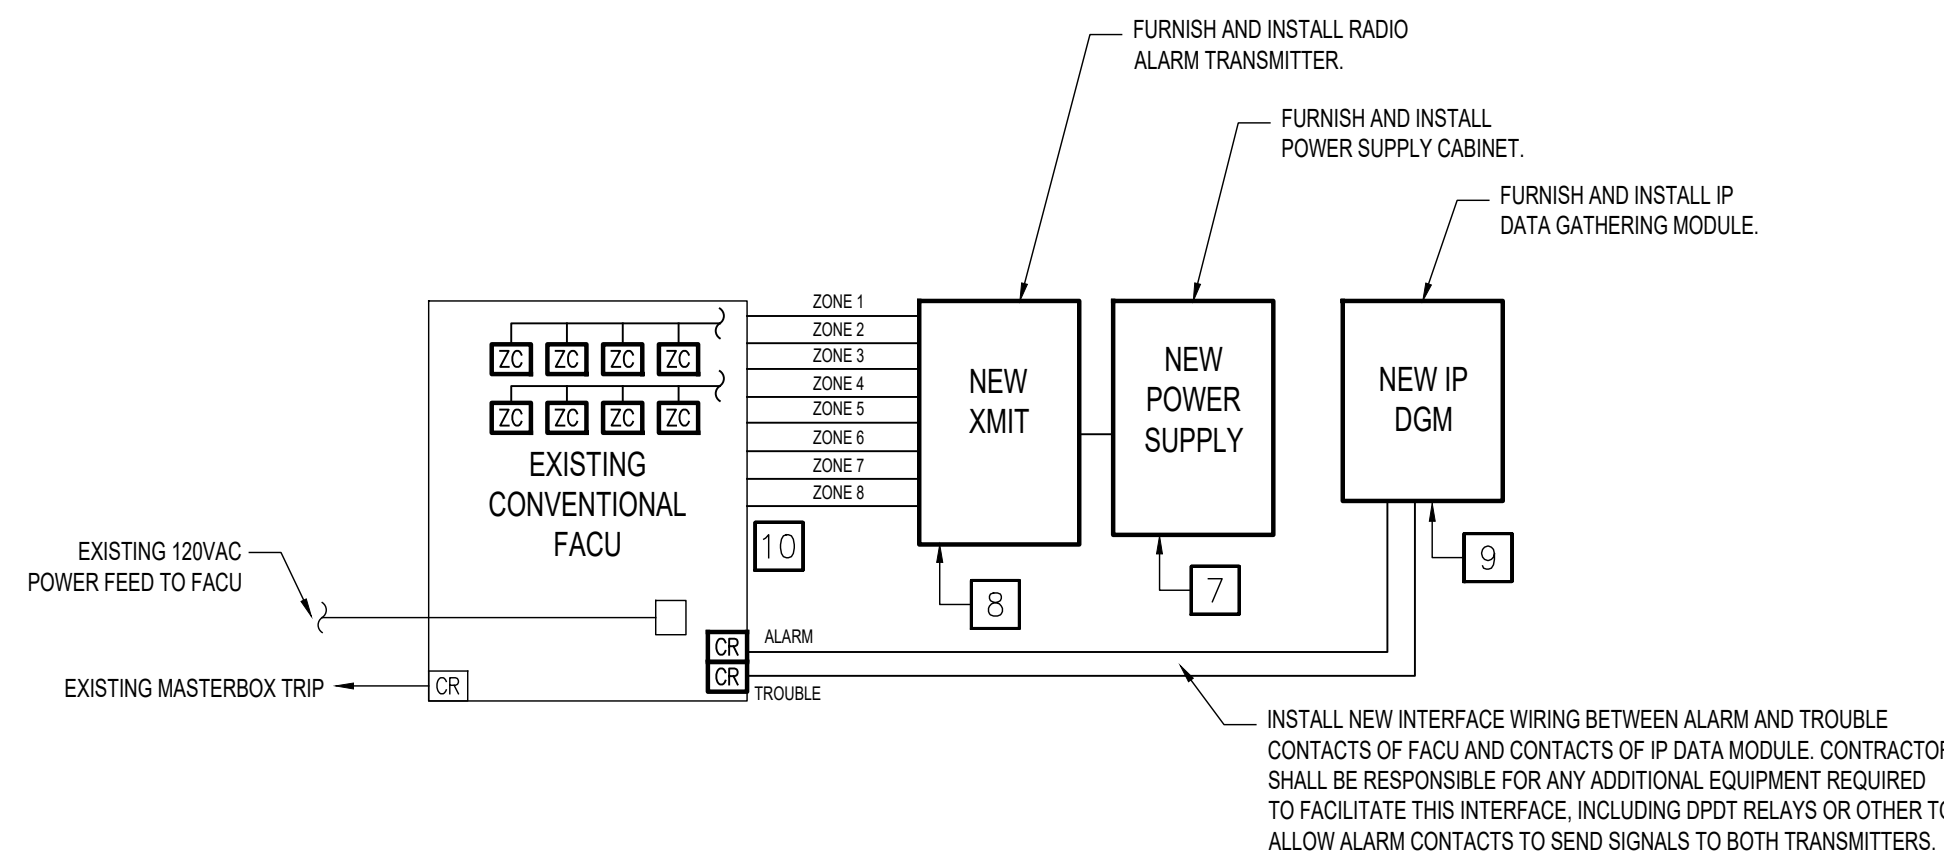 FURNISH AND INSTALL RADIO
ALARM TRANSMITTER.
FURNISH AND INSTALL
POWER SUPPLY CABINET.
FURNISH AND INSTALL IP
DATA GATHERING MODULE.
ZONE 1
ZONE 2
ZONE 3
ZONE 4
ZONE 5
ZONE 6
ZONE 7
ZONE 8
ZC ZC ZC ZC
ZC ZC ZC ZC
EXISTING
CONVENTIONAL
FACU
NEW
XMIT
NEW
POWER
SUPPLY
NEW IP
DGM
10
8
7
9
EXISTING 120VAC
POWER FEED TO FACU
CR
ALARM
CR
TROUBLE
EXISTING MASTERBOX TRIP
CR
INSTALL NEW INTERFACE WIRING BETWEEN ALARM AND TROUBLE
CONTACTS OF FACU AND CONTACTS OF IP DATA MODULE. CONTRACTOR
SHALL BE RESPONSIBLE FOR ANY ADDITIONAL EQUIPMENT REQUIRED
TO FACILITATE THIS INTERFACE, INCLUDING DPDT RELAYS OR OTHER TO
ALLOW ALARM CONTACTS TO SEND SIGNALS TO BOTH TRANSMITTERS.